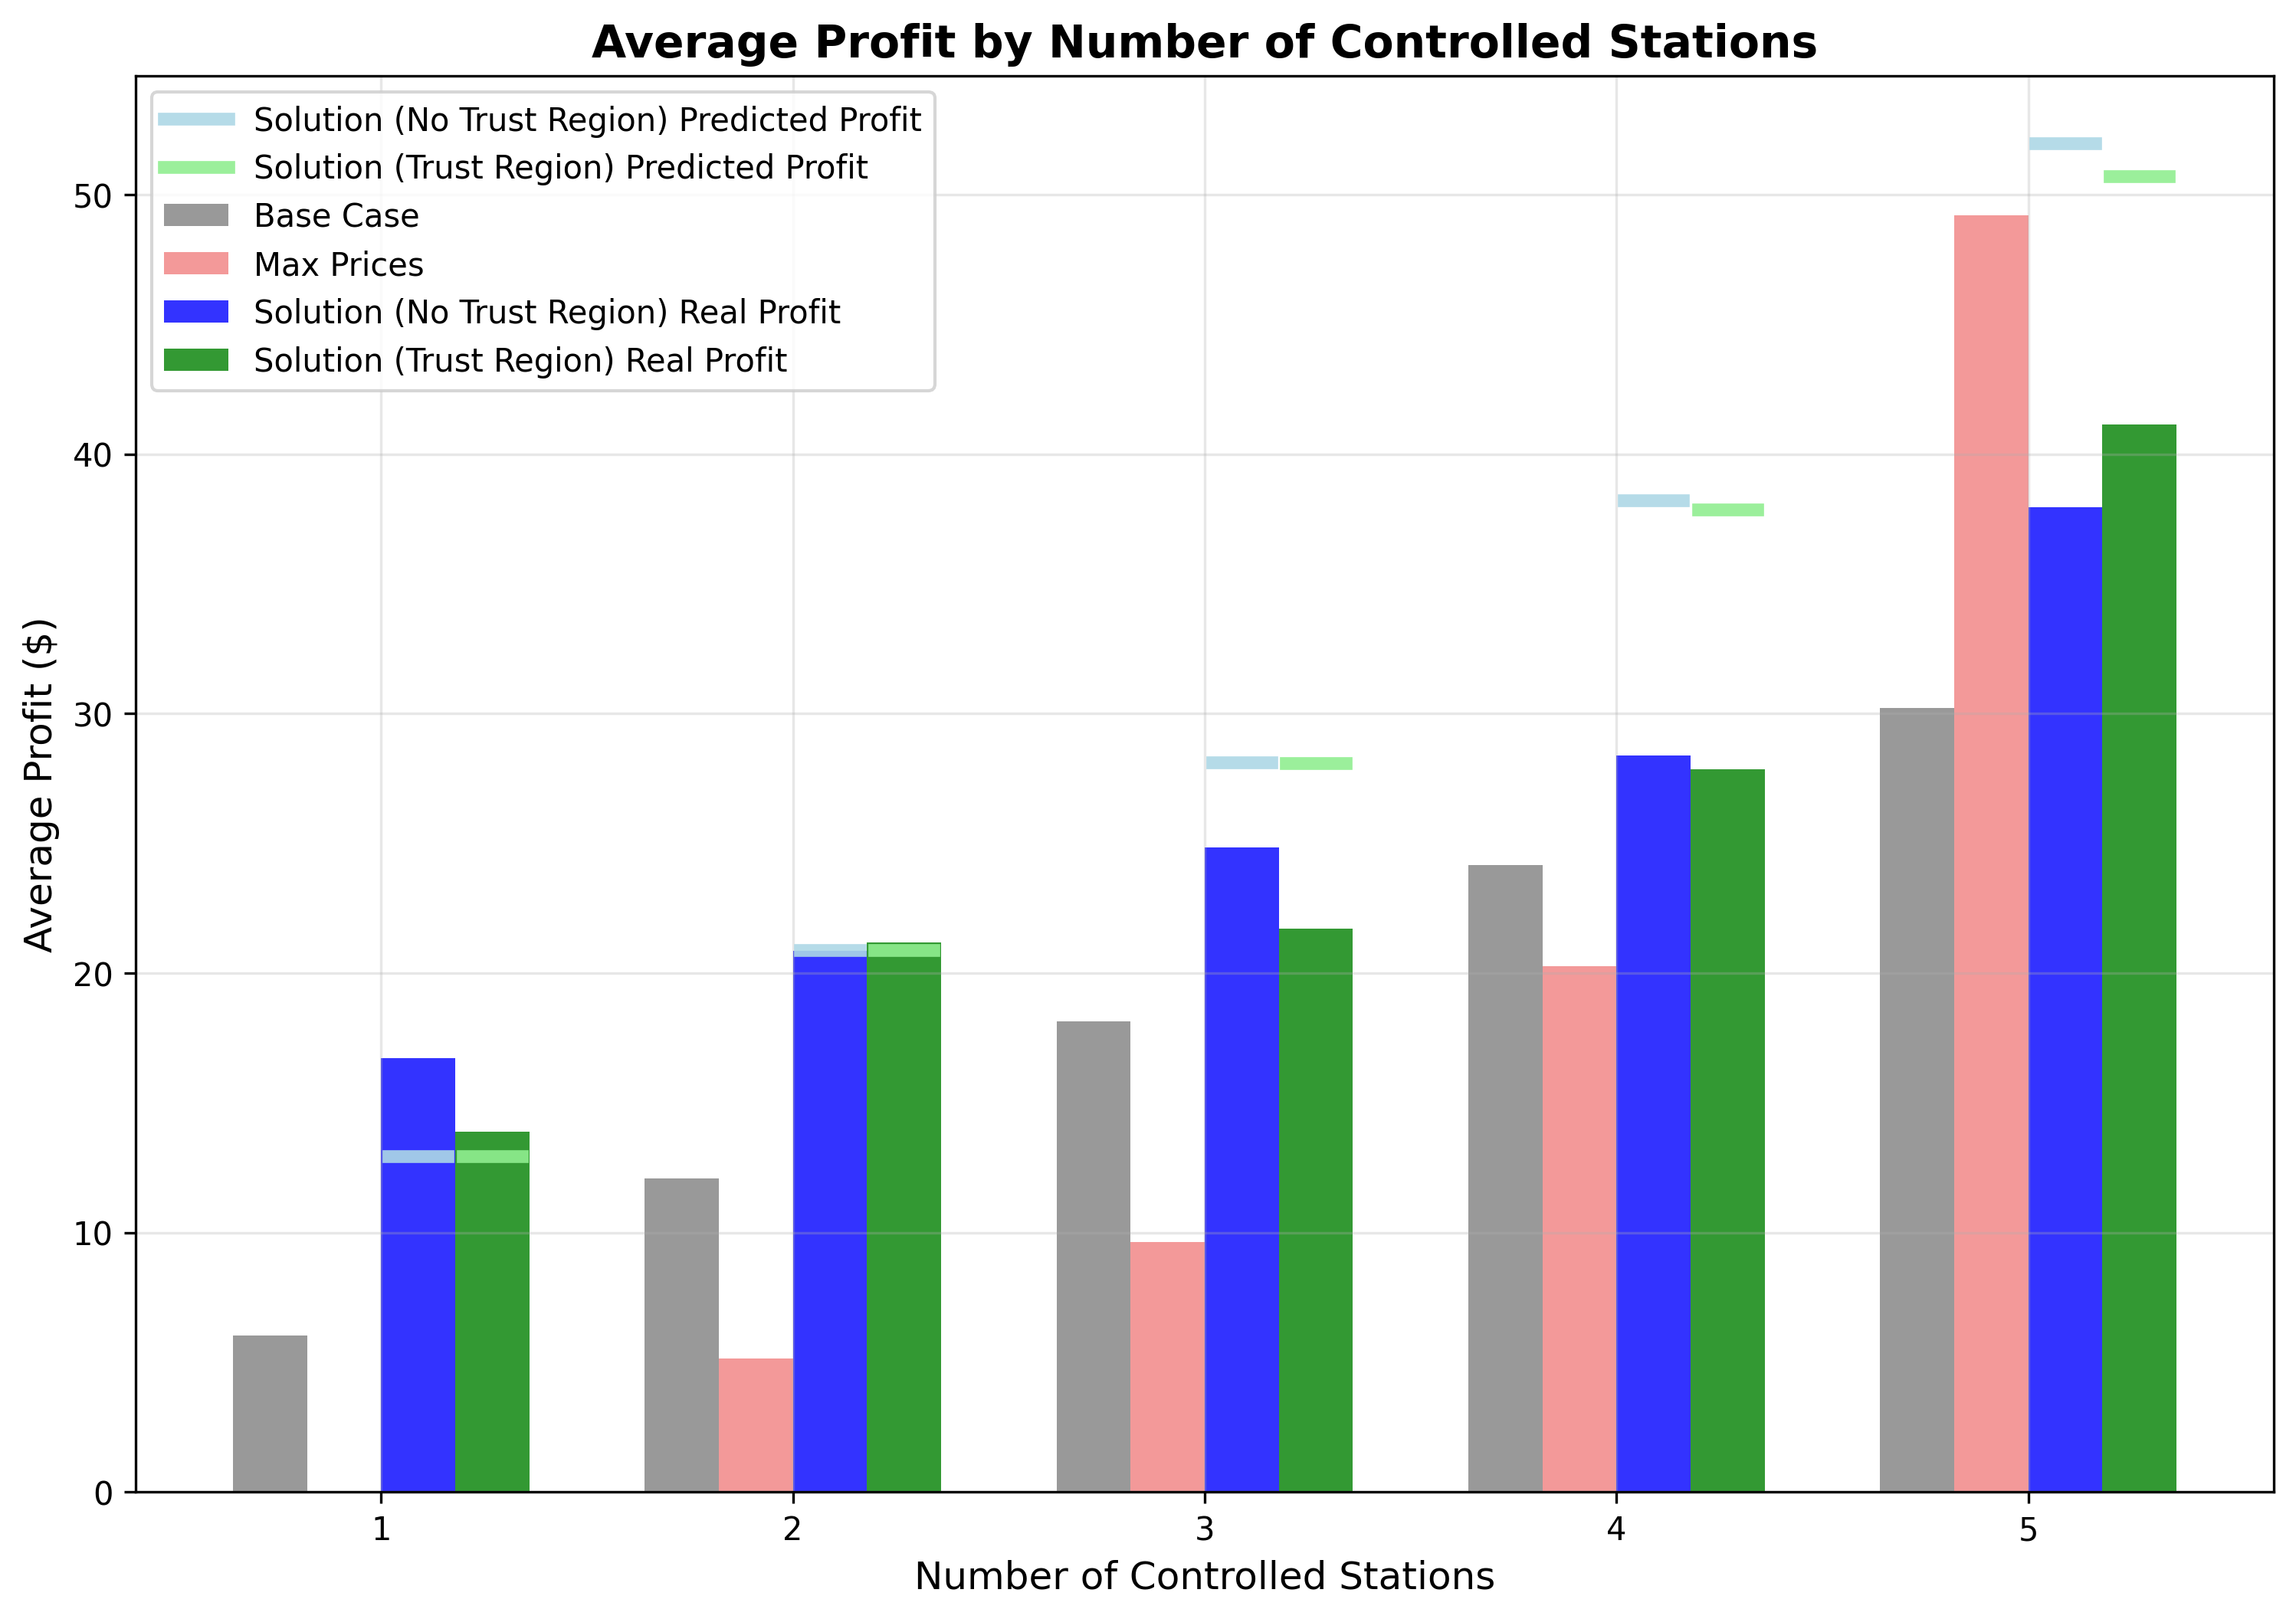 Average Profit by Number of Controlled Stations
Solution (No Trust Region) Predicted Profit
Solution (Trust Region) Predicted Profit
Base Case
Max Prices
Solution (No Trust Region) Real Profit
Solution (Trust Region) Real Profit
Average Profit ($)
50
40
30
20
10
0
1 2 3 4 5
Number of Controlled Stations